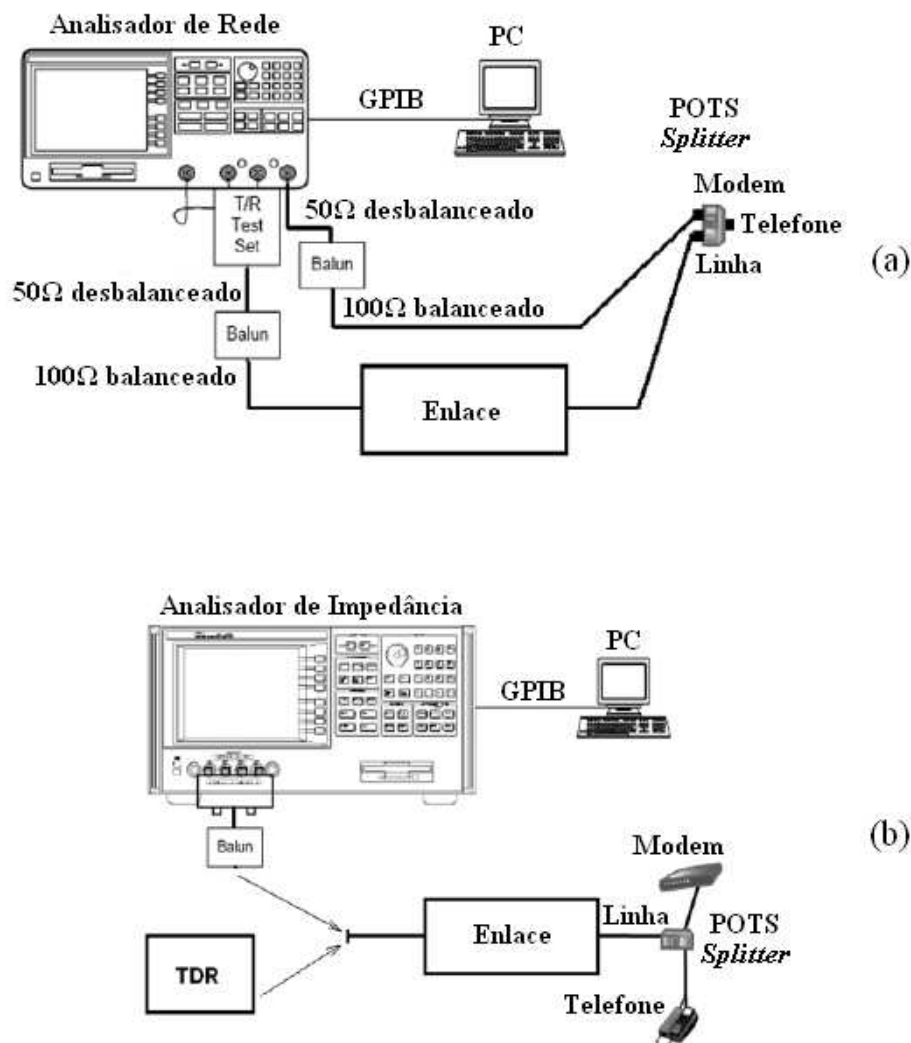 Analisador de Rede
PC
GPIB
POTS
Splitter
Modem
Telefone
Linha
T/R
Test
Set
50Ω desbalanceado
Balun
100Ω balanceado
50Ω desbalanceado
Balun
100Ω balanceado
Enlace
(a)
Analisador de Impedância
PC
GPIB
Balun
(b)
Modem
Linha
POTS
Splitter
Enlace
TDR
Telefone